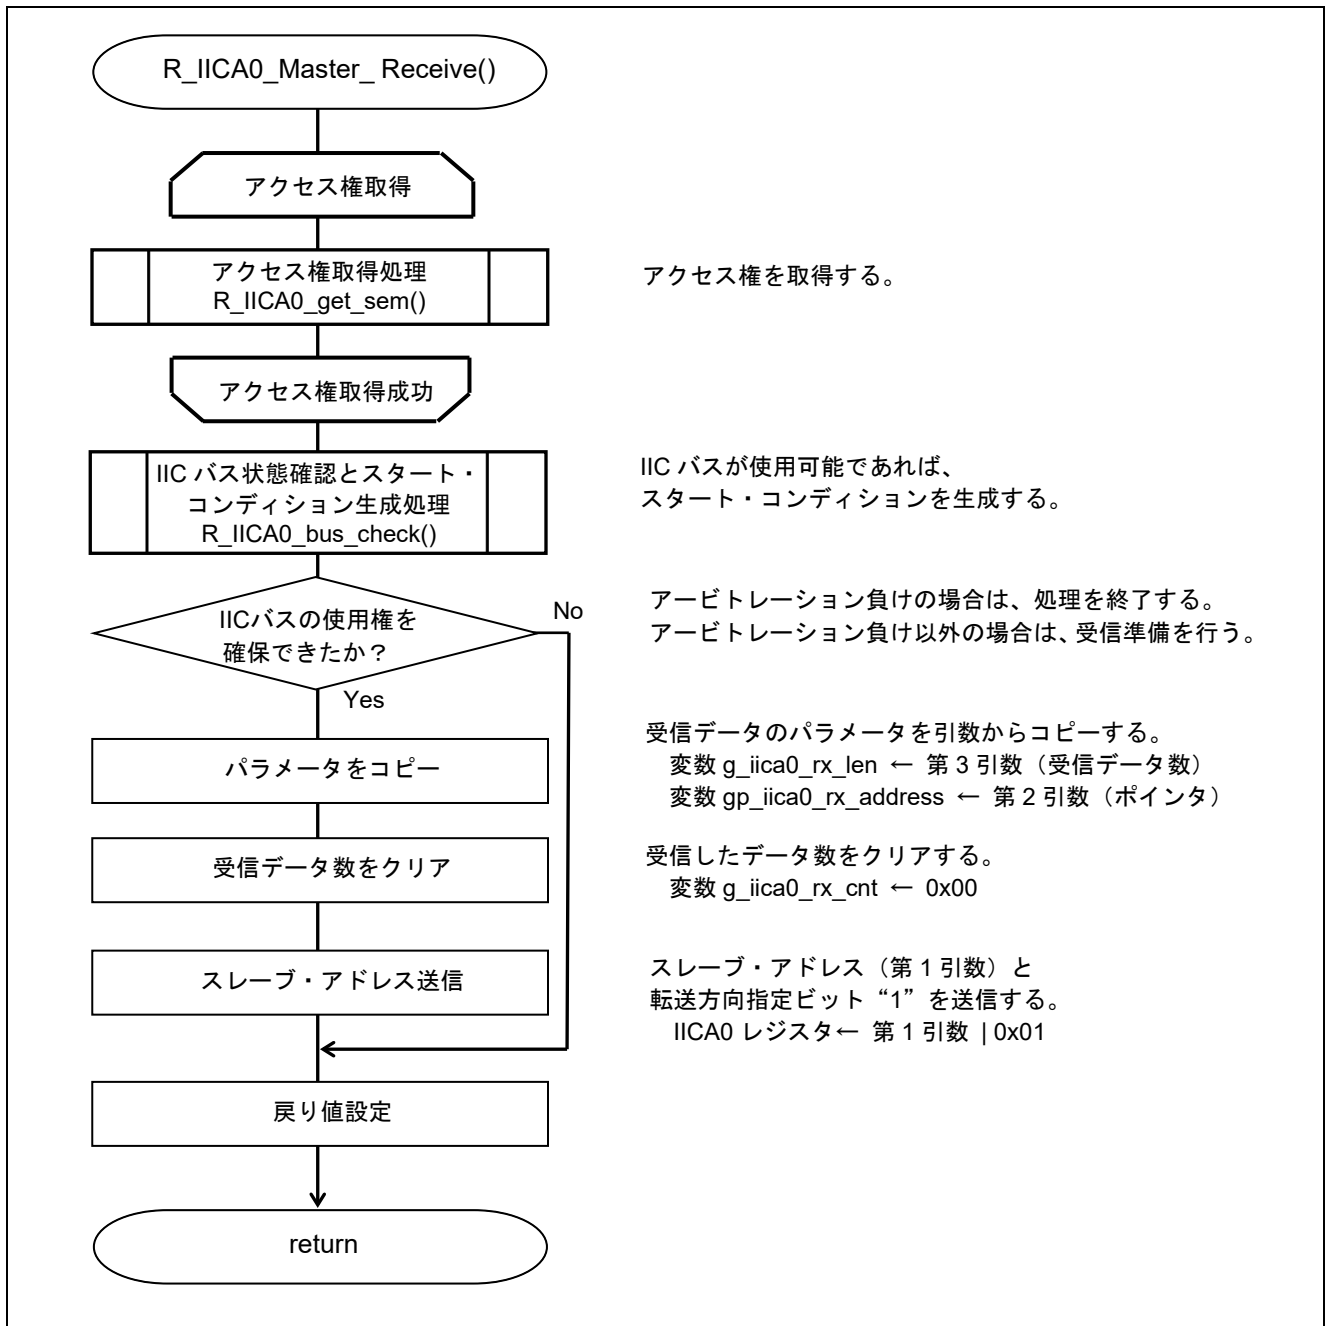 R_IICA0_Master_ Receive()
アクセス権取得
アクセス権取得処理
R_IICA0_get_sem()
アクセス権を取得する。
アクセス権取得成功
IIC バス状態確認とスタート・
コンディション生成処理
R_IICA0_bus_check()
IIC バスが使用可能であれば、
スタート・コンディションを生成する。
IICバスの使用権を
確保できたか？
No
Yes
アービトレーション負けの場合は、処理を終了する。
アービトレーション負け以外の場合は、受信準備を行う。
パラメータをコピー
受信データのパラメータを引数からコピーする。
変数 g_iica0_rx_len ← 第 3 引数（受信データ数）
変数 gp_iica0_rx_address ← 第 2 引数（ポインタ）
受信データ数をクリア
受信したデータ数をクリアする。
変数 g_iica0_rx_cnt ← 0x00
スレーブ・アドレス送信
スレーブ・アドレス（第 1 引数）と
転送方向指定ビット“1”を送信する。
IICA0 レジスタ← 第 1 引数 | 0x01
戻り値設定
return